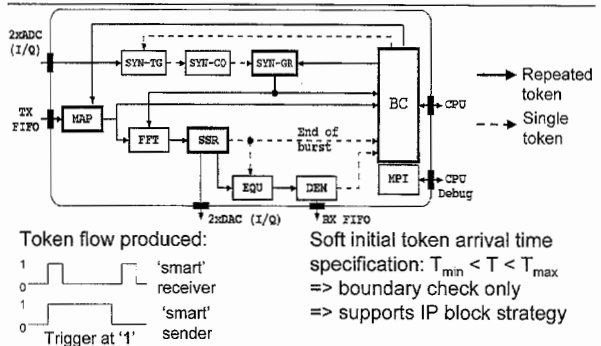 2xADC
(I/Q)
SYN-TG
SYN-CO
SYN-GR
BC
Repeated
token
TX
FIFO
MAP
CPU
Single
token
FFT
SSR
End of
burst
EQU
DEM
MPI
CPU
Debug
2xDAC (I/Q)
RX FIFO
Token flow produced:
1
0
'smart'
receiver
1
0
'smart'
sender
Trigger at '1'
Soft initial token arrival time
specification: Tmin < T < Tmax
=> boundary check only
=> supports IP block strategy